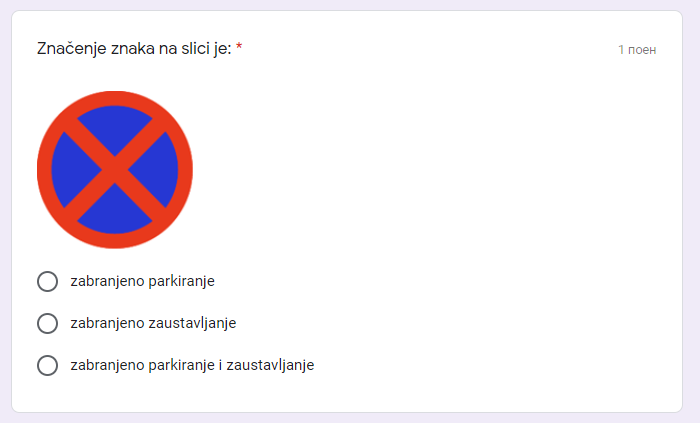 Značenje znaka na slici je: *
1 поен
zabranjeno parkiranje
zabranjeno zaustavljanje
zabranjeno parkiranje i zaustavljanje